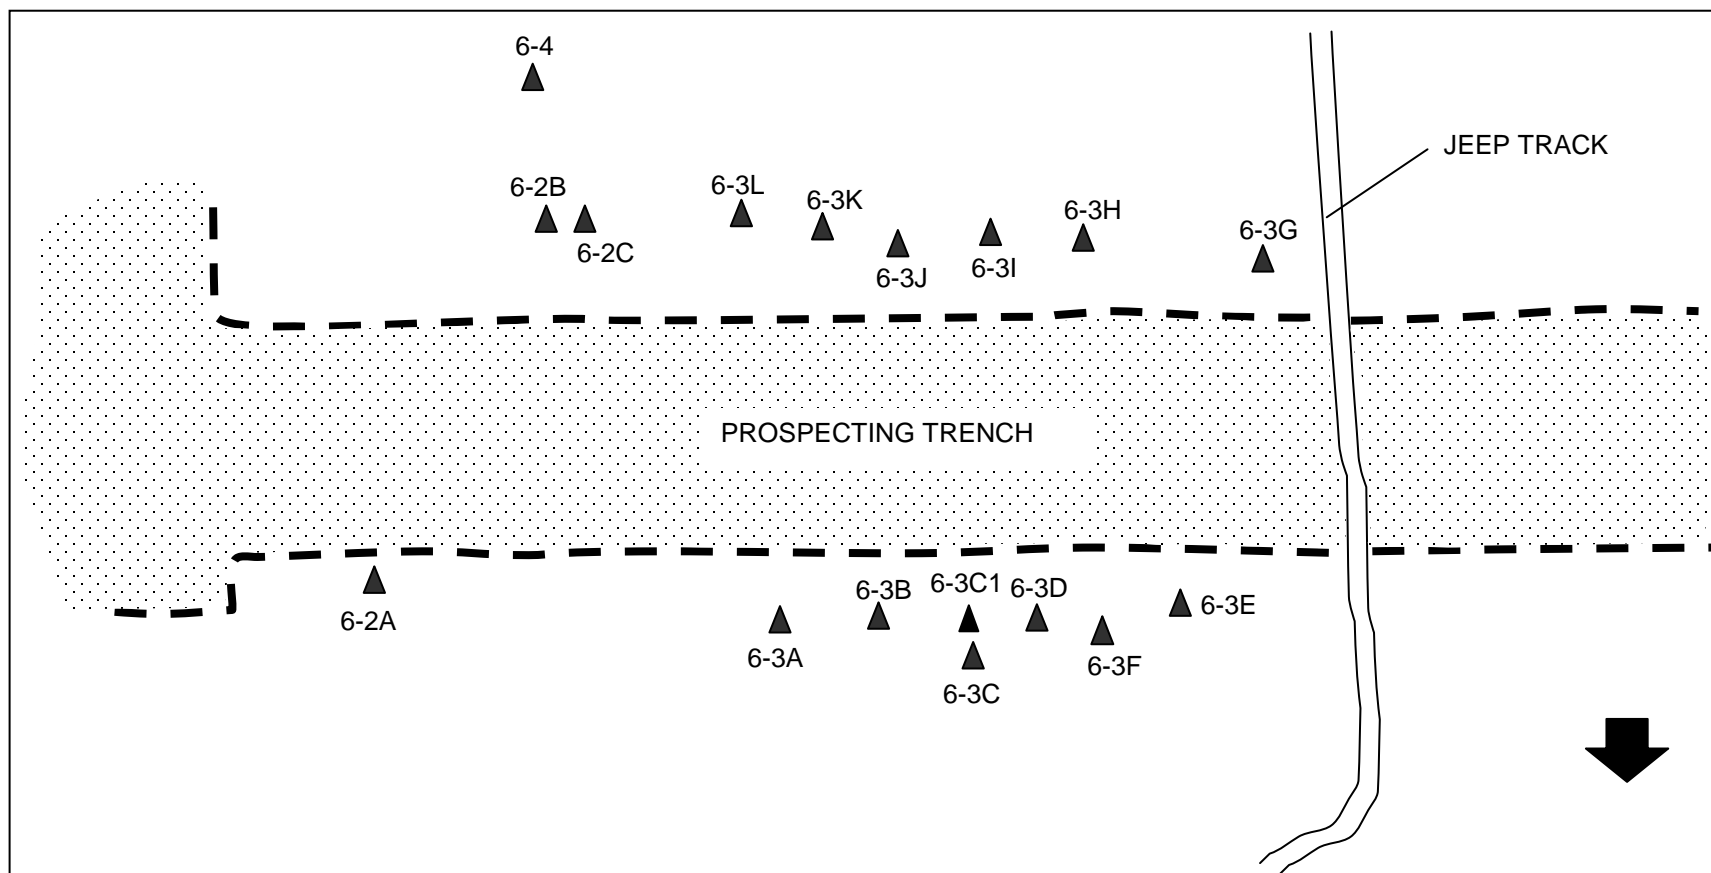 6-4
JEEP TRACK
6-2B
6-3L
6-3K
6-3H
6-3G
6-2C
6-3J
6-3I
PROSPECTING TRENCH
6-2A
6-3B
6-3C1
6-3D
6-3E
6-3A
6-3C
6-3F